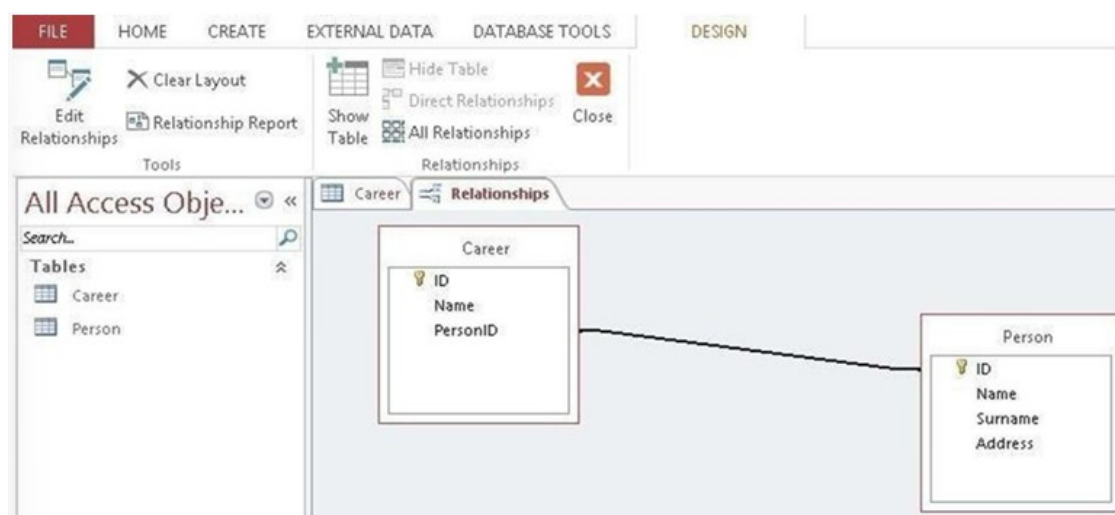 FILE HOME CREATE EXTERNAL DATA DATABASE TOOLS DESIGN
Edit Relationships
Clear Layout
Relationship Report
Tools
Show Table
Hide Table
Direct Relationships
All Relationships
Close
Relationships
All Access Obje...
Search...
Tables
Career
Person
Career Relationships
Career
ID
Name
PersonID
Person
ID
Name
Surname
Address